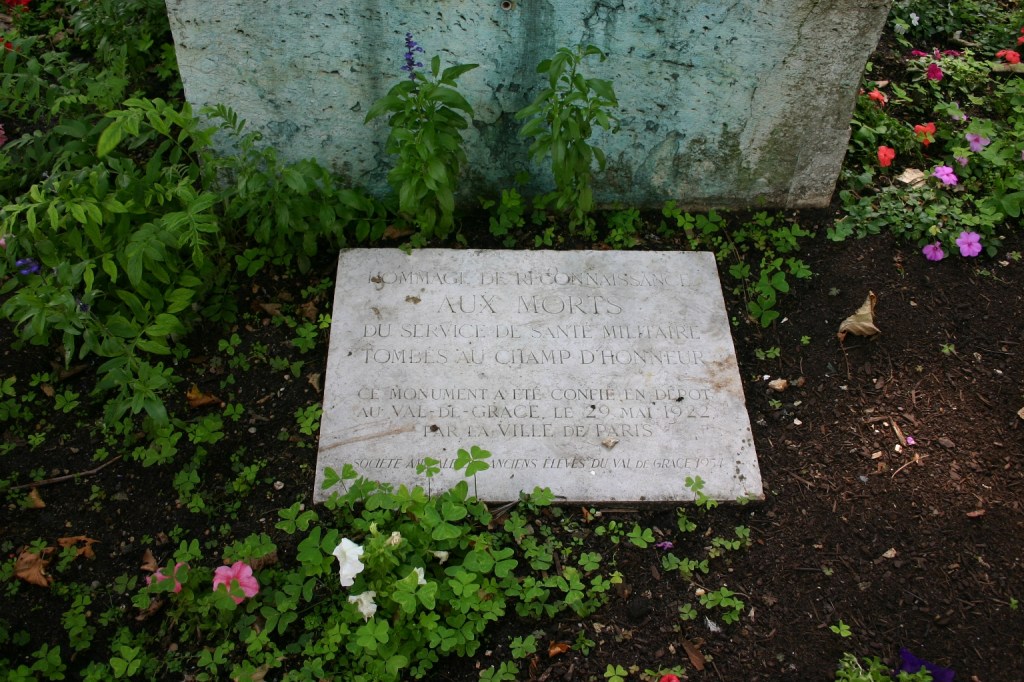 HOMMAGE DE RECONNAISSANCE
AUX MORTS
DU SERVICE DE SANTÉ MILITAIRE
TOMBÉS AU CHAMP D'HONNEUR
CE MONUMENT A ÉTÉ CONFIÉ EN DÉPOT
AU VAL-DE-GRACE, LE 29 MAI 1922
PAR LA VILLE DE PARIS
SOCIÉTÉ ANCIENS ÉLÈVES DU VAL DE GRACE